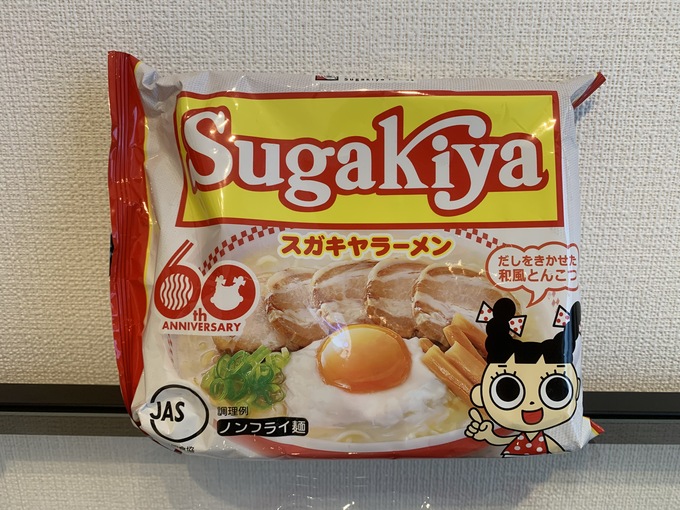 Sugakiya
Sugakiya
スガキヤラーメン
だしをきかせた
和風とんこつ
60th
ANNIVERSARY
JAS
調理例
ノンフライ麺